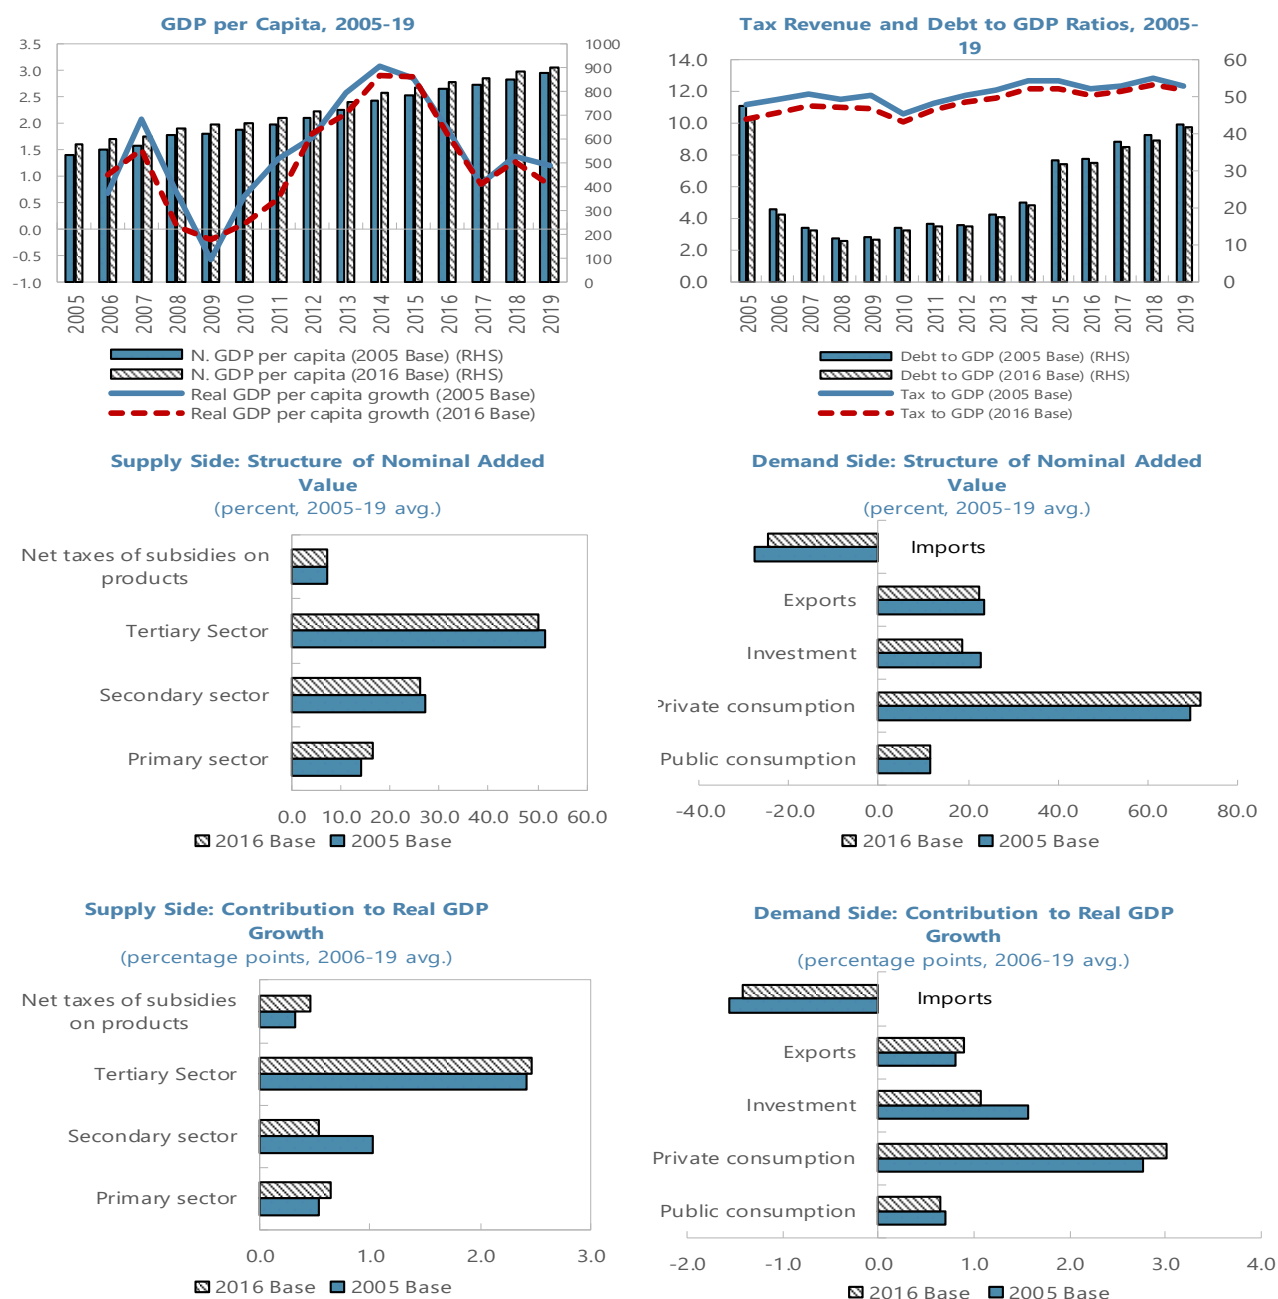 GDP per Capita, 2005-19
3.5
3.0
2.5
2.0
1.5
1.0
0.5
0.0
-0.5
-1.0
1000
900
800
700
600
500
400
300
200
100
0
2005 2006 2007 2008 2009 2010 2011 2012 2013 2014 2015 2016 2017 2018 2019
N. GDP per capita (2005 Base) (RHS)
N. GDP per capita (2016 Base) (RHS)
Real GDP per capita growth (2005 Base)
Real GDP per capita growth (2016 Base)
Tax Revenue and Debt to GDP Ratios, 2005-
19
14.0
12.0
10.0
8.0
6.0
4.0
2.0
0.0
60
50
40
30
20
10
0
2005 2006 2007 2008 2009 2010 2011 2012 2013 2014 2015 2016 2017 2018 2019
Debt to GDP (2005 Base) (RHS)
Debt to GDP (2016 Base) (RHS)
Tax to GDP (2005 Base)
Tax to GDP (2016 Base)
Supply Side: Structure of Nominal Added
Value
(percent, 2005-19 avg.)
Net taxes of subsidies on
products
Tertiary Sector
Secondary sector
Primary sector
0.0 10.0 20.0 30.0 40.0 50.0 60.0
2016 Base 2005 Base
Demand Side: Structure of Nominal Added
Value
(percent, 2005-19 avg.)
Imports
Exports
Investment
Private consumption
Public consumption
-40.0 -20.0 0.0 20.0 40.0 60.0 80.0
2016 Base 2005 Base
Supply Side: Contribution to Real GDP
Growth
(percentage points, 2006-19 avg.)
Net taxes of subsidies
on products
Tertiary Sector
Secondary sector
Primary sector
0.0 1.0 2.0 3.0
2016 Base 2005 Base
Demand Side: Contribution to Real GDP
Growth
(percentage points, 2006-19 avg.)
Imports
Exports
Investment
Private consumption
Public consumption
-2.0 -1.0 0.0 1.0 2.0 3.0 4.0
2016 Base 2005 Base